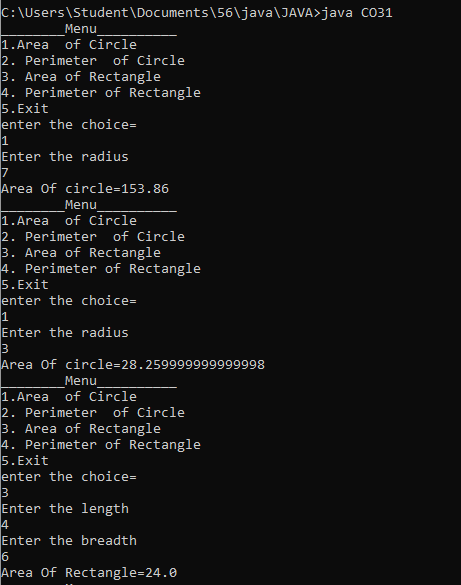 C:\Users\Student\Documents\56\java\JAVA>java CO31
________Menu__________
1.Area  of Circle
2. Perimeter  of Circle
3. Area of Rectangle
4. Perimeter of Rectangle
5.Exit
enter the choice=
1
Enter the radius
7
Area Of circle=153.86
________Menu__________
1.Area  of Circle
2. Perimeter  of Circle
3. Area of Rectangle
4. Perimeter of Rectangle
5.Exit
enter the choice=
1
Enter the radius
3
Area Of circle=28.259999999999998
________Menu__________
1.Area  of Circle
2. Perimeter  of Circle
3. Area of Rectangle
4. Perimeter of Rectangle
5.Exit
enter the choice=
3
Enter the length
4
Enter the breadth
6
Area Of Rectangle=24.0